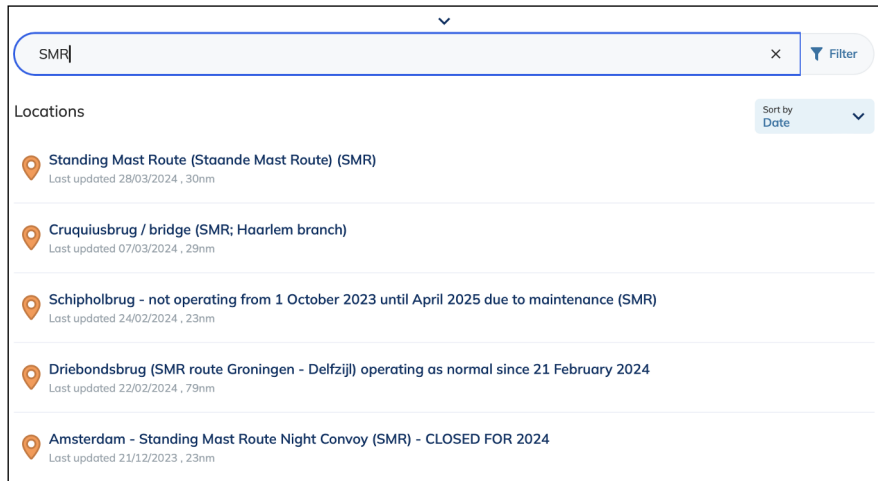 SMR
Filter
Locations
Sort by
Date
Standing Mast Route (Staande Mast Route) (SMR)
Last updated 28/03/2024 , 30nm
Cruquiusbrug / bridge (SMR; Haarlem branch)
Last updated 07/03/2024 , 29nm
Schipholbrug - not operating from 1 October 2023 until April 2025 due to maintenance (SMR)
Last updated 24/02/2024 , 23nm
Driebondsbrug (SMR route Groningen - Delfzijl) operating as normal since 21 February 2024
Last updated 22/02/2024 , 79nm
Amsterdam - Standing Mast Route Night Convoy (SMR) - CLOSED FOR 2024
Last updated 21/12/2023 , 23nm